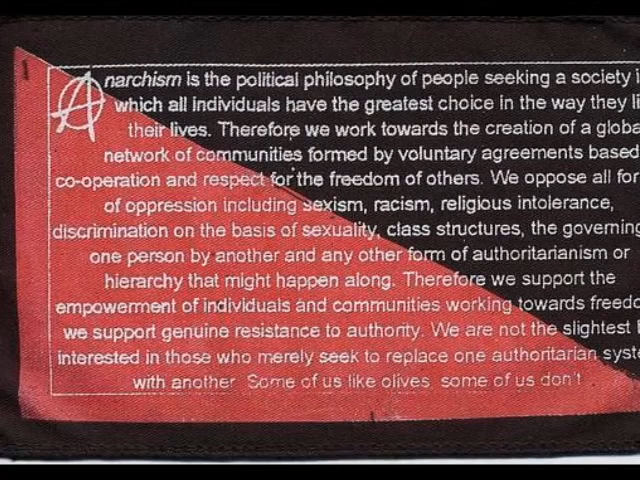 Anarchism is the political philosophy of people seeking a society
which all individuals have the greatest choice in the way they
their lives. Therefore we work towards the creation of a
network of communities formed by voluntary agreements based
co-operation and respect for the freedom of others. We oppose all
of oppression including sexism, racism, religious intolerance,
discrimination on the basis of sexuality, class structures, the
one person by another and any other form of authoritarianism or
hierarchy that might happen along. Therefore we support the
empowerment of individuals and communities working towards
we support genuine resistance to authority. We are not the slightest
interested in those who merely seek to replace one authoritarian
with another. Some of us like olives, some of us don't